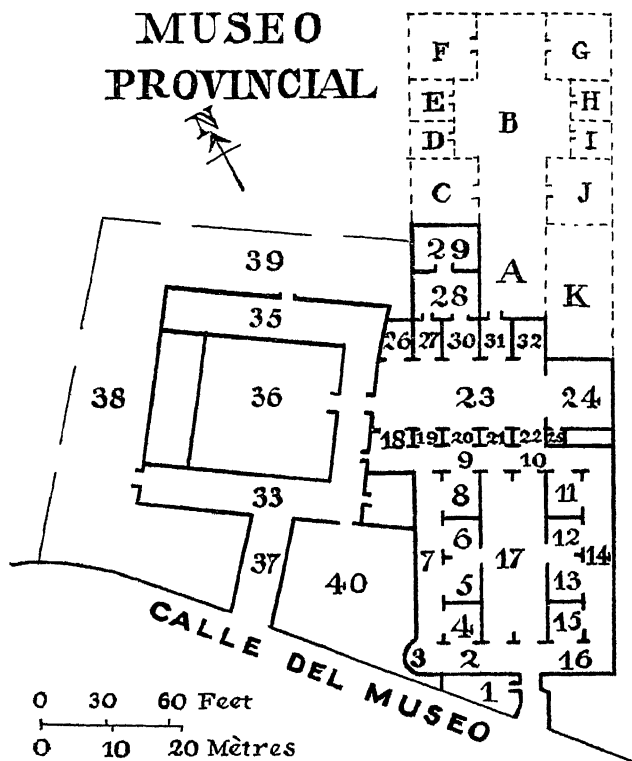 MUSEO
PROVINCIAL
N
F G
E B H
D I
C J
29 A
39 28 K
35 26 27 30 31 32
38 36 23 24
18 19 20 21 22 25
9 10
33 8 11
6 12
37 40 7 17 14
5 13
4 15
3 2 16
1
CALLE DEL MUSEO
0 30 60 Feet
0 10 20 Mètres